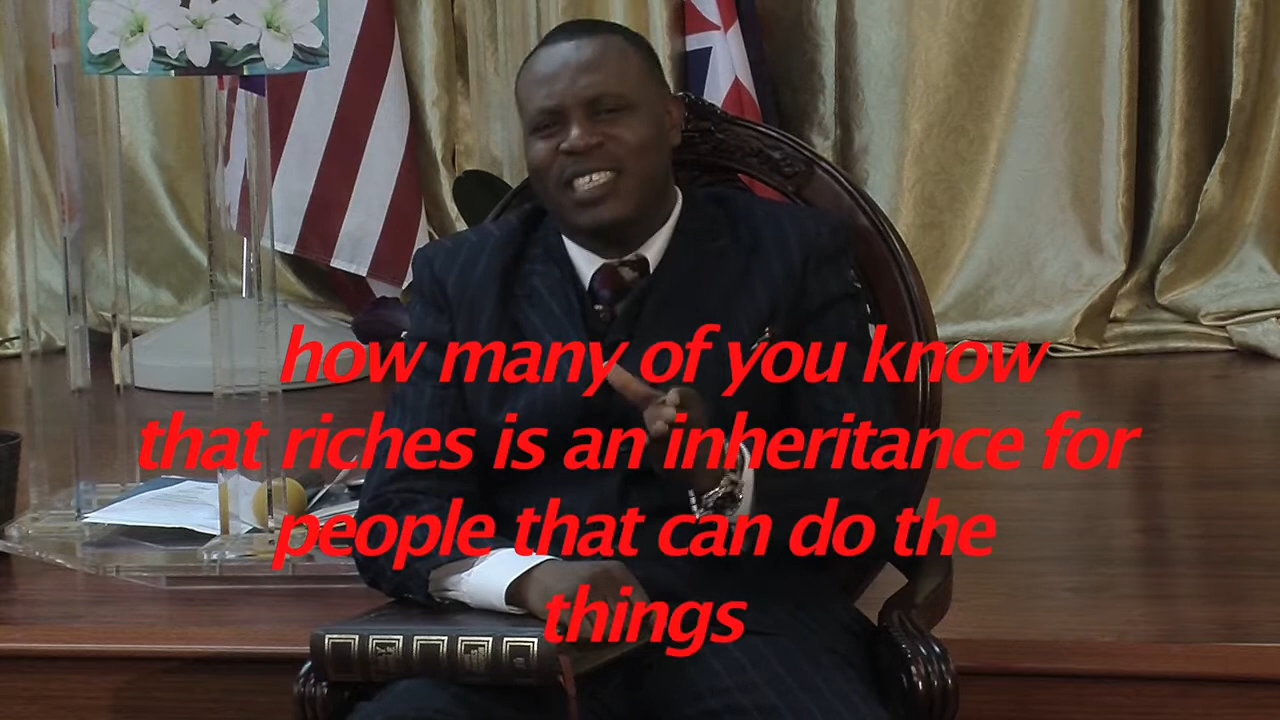 how many of you know
that riches is an inheritance for
people that can do the
things